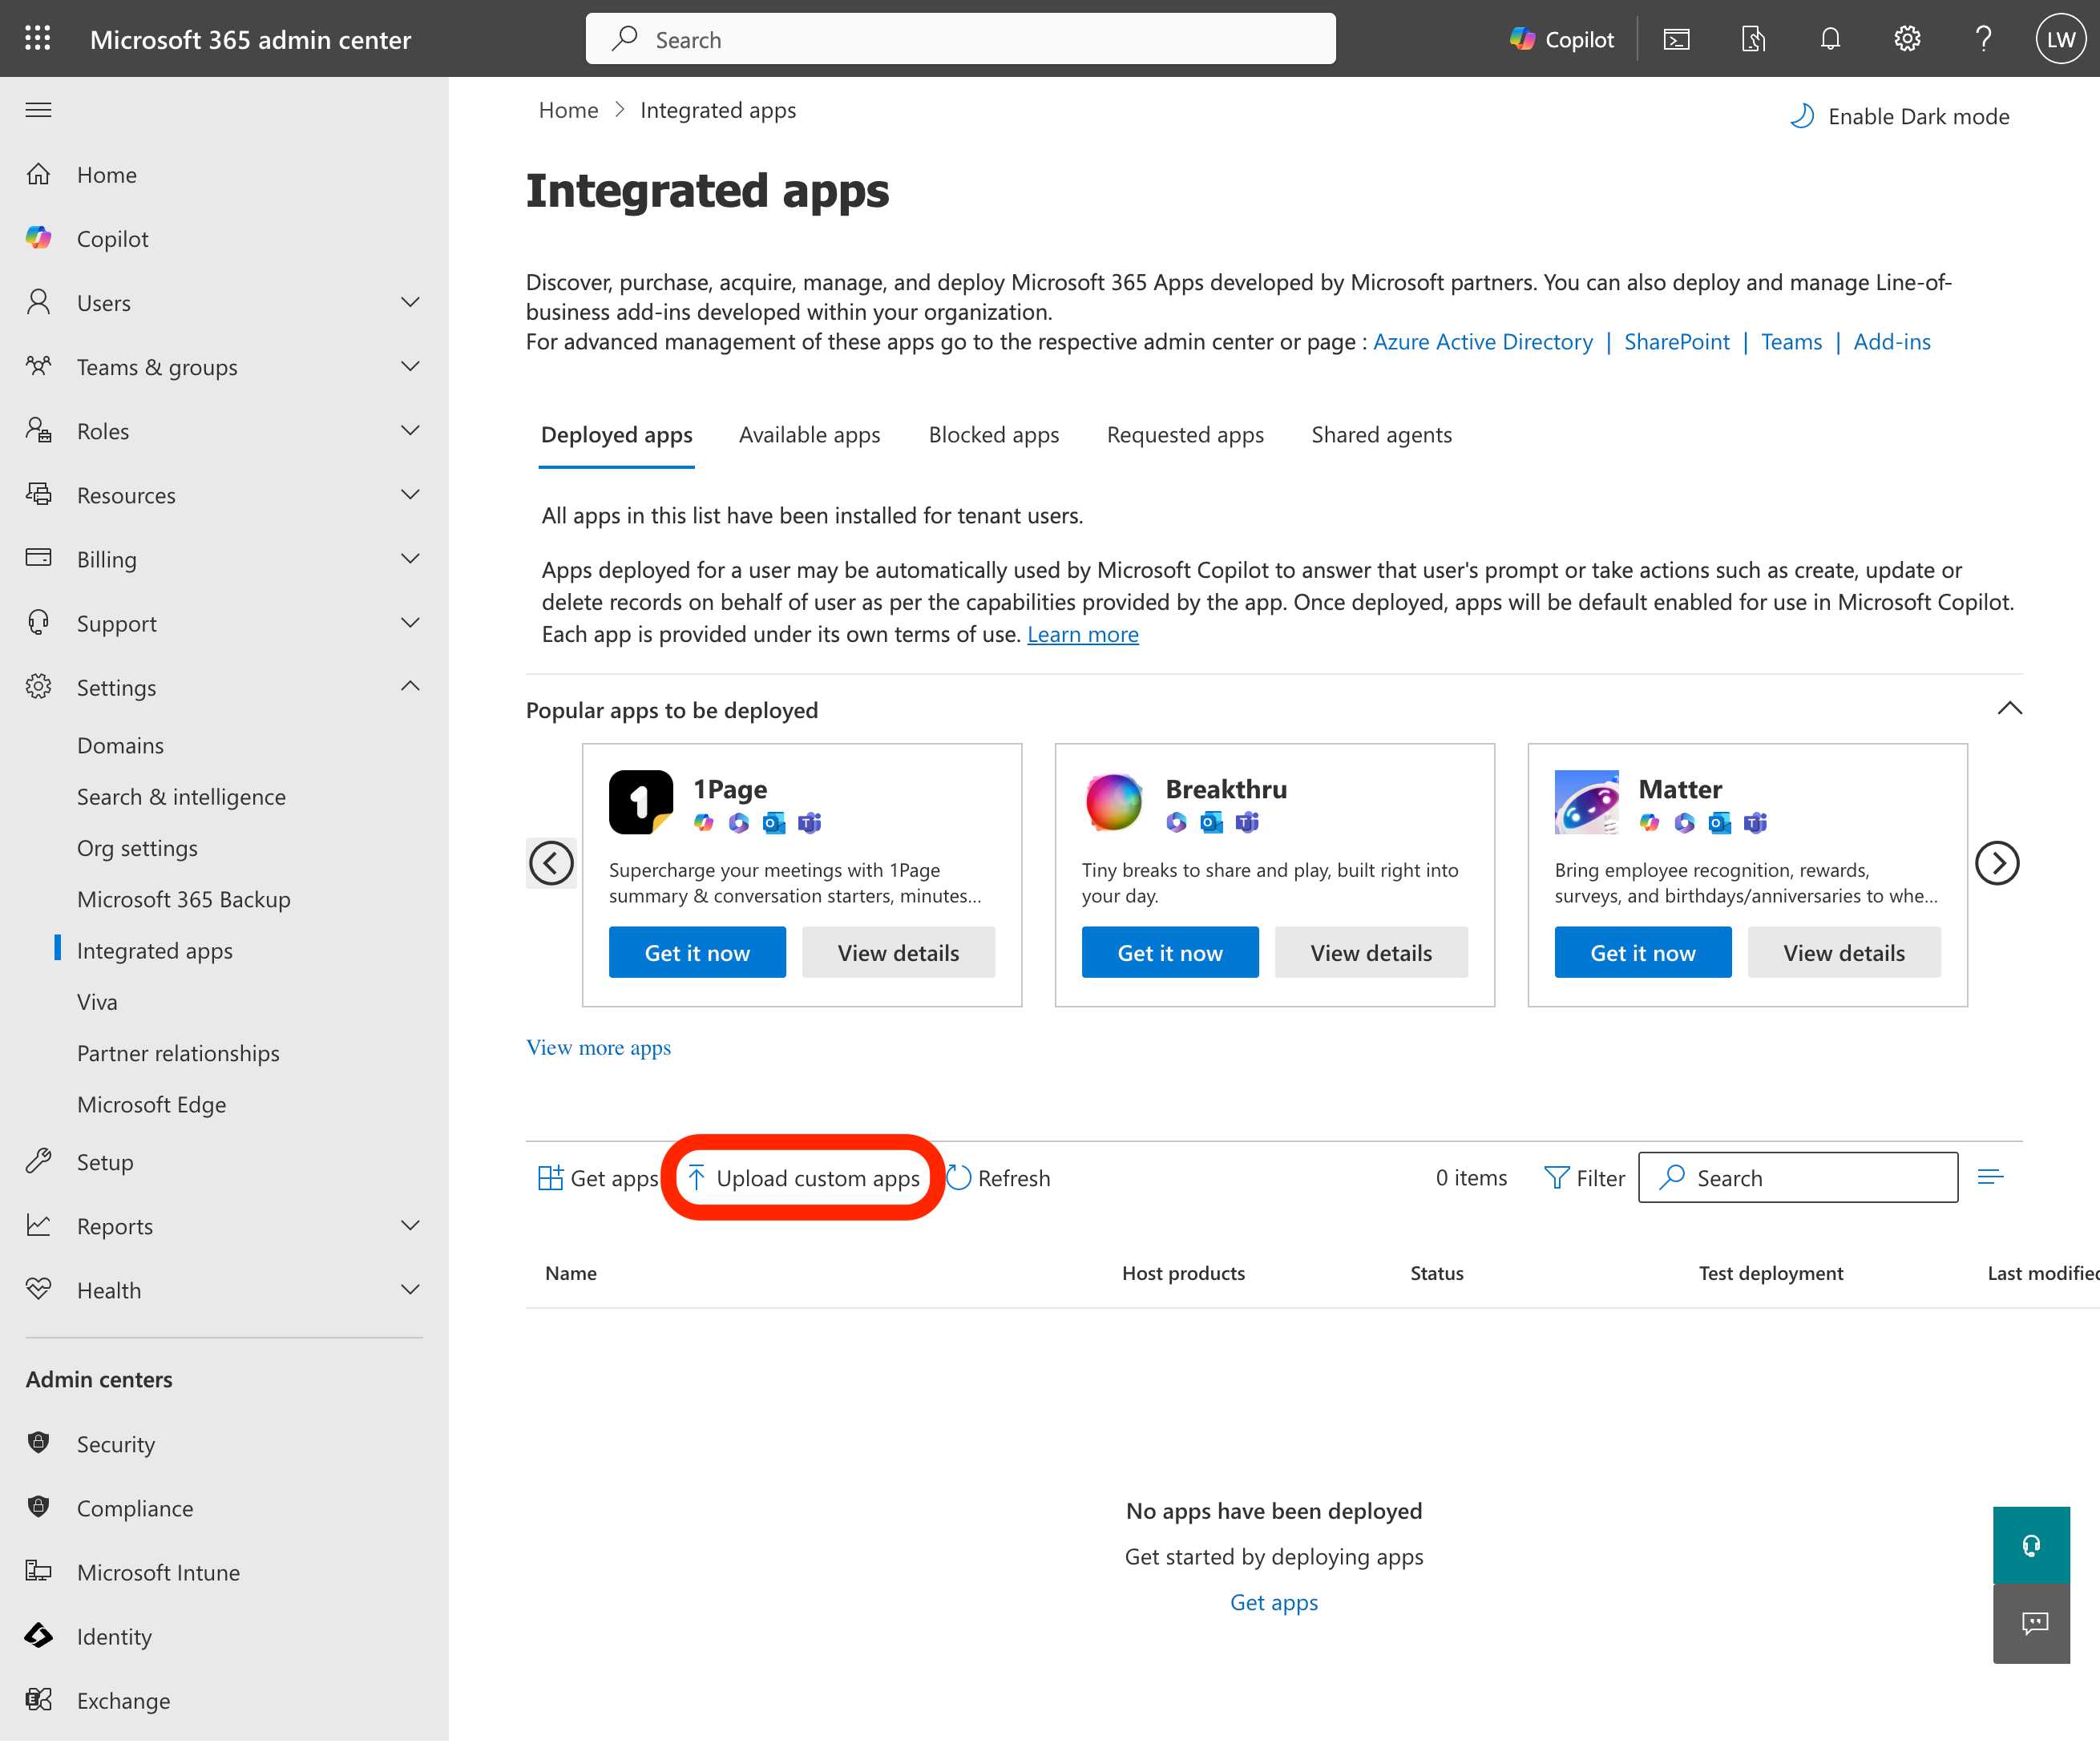 Microsoft 365 admin center
Search
Copilot
LW
Home
Copilot
Users
Teams & groups
Roles
Resources
Billing
Support
Settings
Domains
Search & intelligence
Org settings
Microsoft 365 Backup
Integrated apps
Viva
Partner relationships
Microsoft Edge
Setup
Reports
Health
Admin centers
Security
Compliance
Microsoft Intune
Identity
Exchange
Home > Integrated apps
Enable Dark mode
Integrated apps
Discover, purchase, acquire, manage, and deploy Microsoft 365 Apps developed by Microsoft partners. You can also deploy and manage Line-of-
business add-ins developed within your organization.
For advanced management of these apps go to the respective admin center or page : Azure Active Directory | SharePoint | Teams | Add-ins
Deployed apps Available apps Blocked apps Requested apps Shared agents
All apps in this list have been installed for tenant users.
Apps deployed for a user may be automatically used by Microsoft Copilot to answer that user's prompt or take actions such as create, update or
delete records on behalf of user as per the capabilities provided by the app. Once deployed, apps will be default enabled for use in Microsoft Copilot.
Each app is provided under its own terms of use. Learn more
Popular apps to be deployed
1
1Page
Supercharge your meetings with 1Page
summary & conversation starters, minutes...
Get it now View details
Breakthru
Tiny breaks to share and play, built right into
your day.
Get it now View details
Matter
Bring employee recognition, rewards,
surveys, and birthdays/anniversaries to whe...
Get it now View details
View more apps
Get apps Upload custom apps Refresh 0 items Filter Search
Name Host products Status Test deployment Last modified
No apps have been deployed
Get started by deploying apps
Get apps